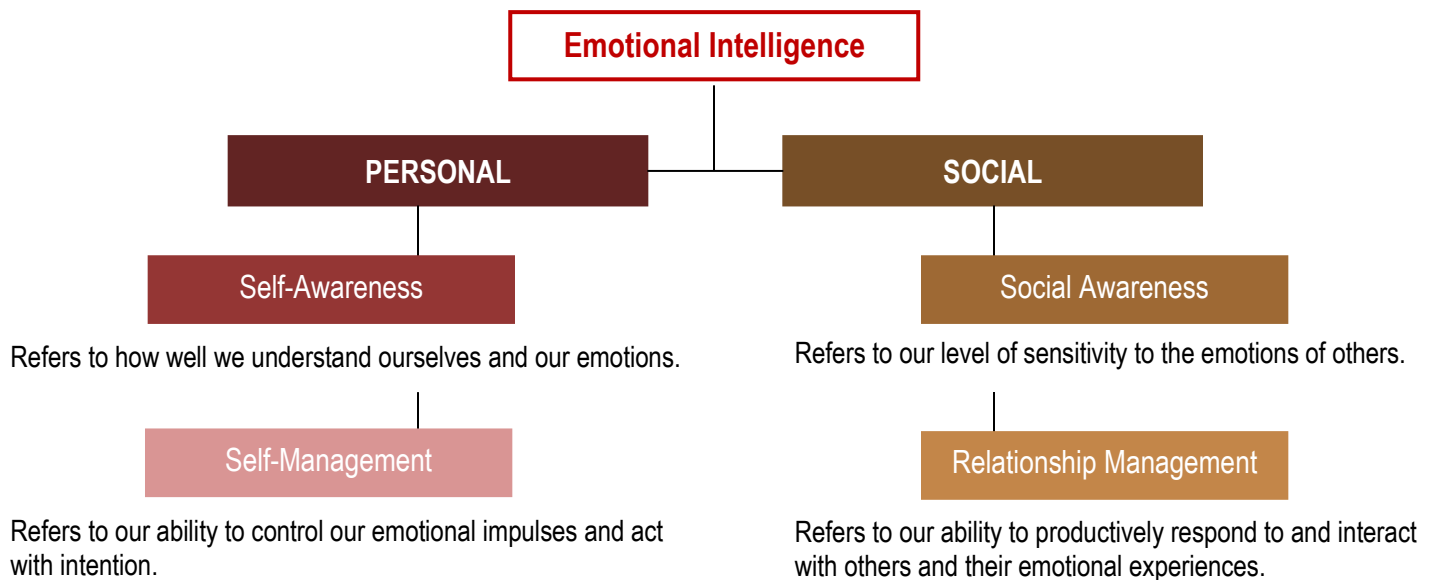 Emotional Intelligence
PERSONAL
SOCIAL
Self-Awareness
Social Awareness
Refers to how well we understand ourselves and our emotions.
Refers to our level of sensitivity to the emotions of others.
Self-Management
Relationship Management
Refers to our ability to control our emotional impulses and act
with intention.
Refers to our ability to productively respond to and interact
with others and their emotional experiences.